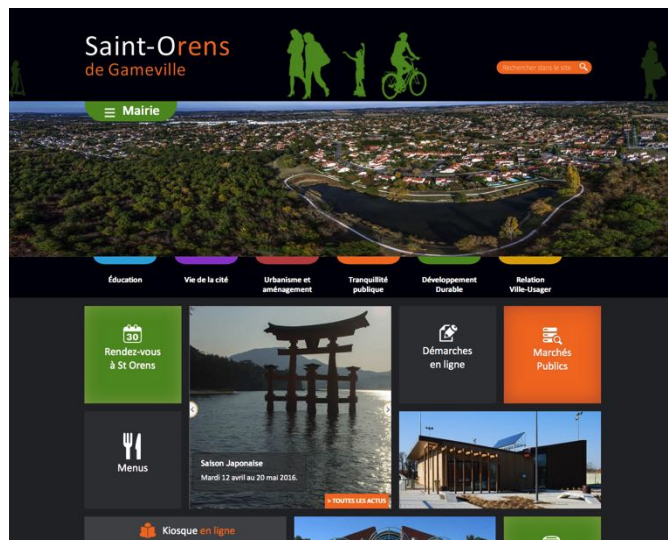 Saint-Orens
de Gameville
Rechercher dans le site
Mairie
Éducation
Vie de la cité
Urbanisme et
aménagement
Tranquillité
publique
Développement
Durable
Relation
Ville-Usager
30
Rendez-vous
à St Orens
Démarches
en ligne
Marchés
Publics
Menus
Saison Japonaise
Mardi 12 avril au 20 mai 2016.
> TOUTES LES ACTUS
Kiosque en ligne